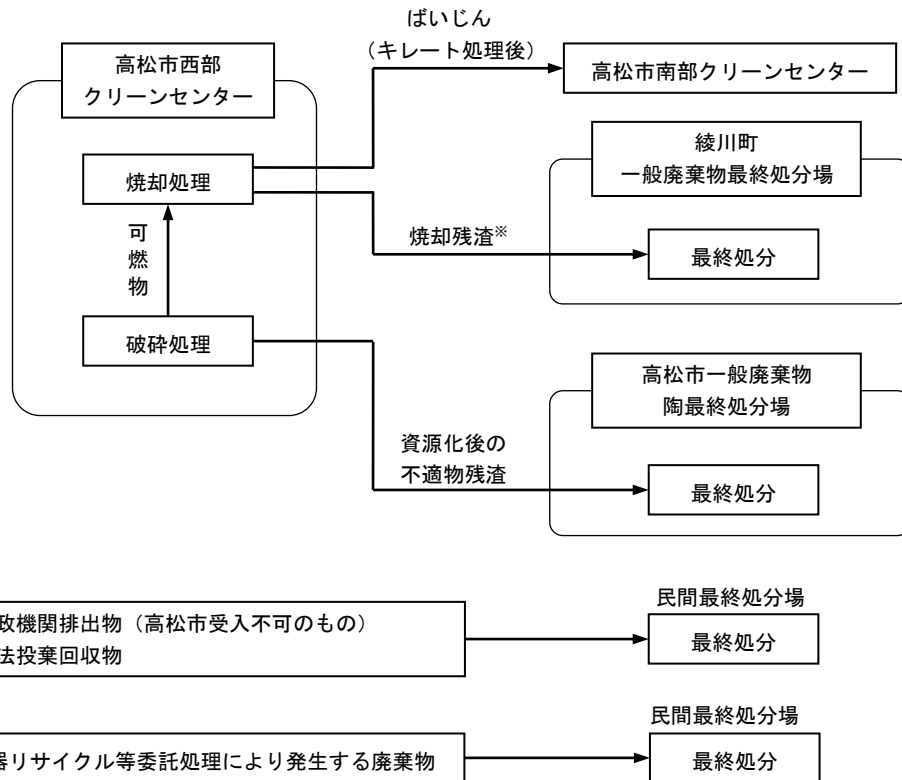 ばいじん
（キレート処理後）
高松市西部
クリーンセンター
高松市南部クリーンセンター
綾川町
一般廃棄物最終処分場
焼却処理
焼却残渣※
最終処分
可燃物
破砕処理
高松市一般廃棄物
陶最終処分場
資源化後の
不適物残渣
最終処分
民間最終処分場
政機関排出物（高松市受入不可のもの）
法投棄回収物
最終処分
民間最終処分場
器リサイクル等委託処理により発生する廃棄物
最終処分